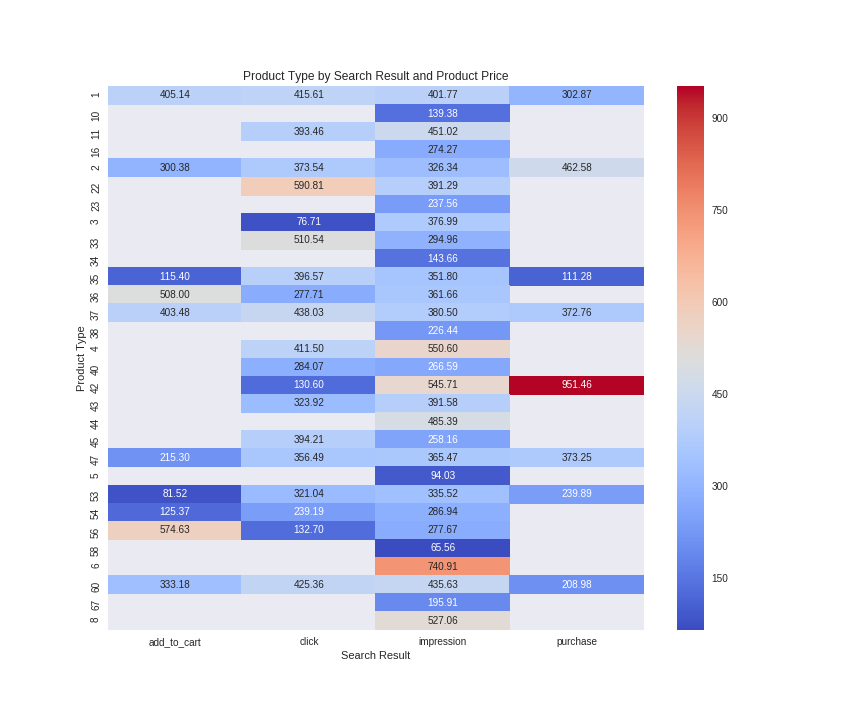 Product Type by Search Result and Product Price
Product Type
1 405.14 415.61 401.77 302.87
10 139.38
11 393.46 451.02
16 274.27
2 300.38 373.54 326.34 462.58
22 590.81 391.29
23 237.56
3 76.71 376.99
33 510.54 294.96
34 143.66
35 115.40 396.57 351.80 111.28
36 508.00 277.71 361.66
37 403.48 438.03 380.50 372.76
38 226.44
4 411.50 550.60
40 284.07 266.59
42 130.60 545.71 951.46
43 323.92 391.58
44 485.39
45 394.21 258.16
47 215.30 356.49 365.47 373.25
5 94.03
53 81.52 321.04 335.52 239.89
54 125.37 239.19 286.94
56 574.63 132.70 277.67
58 65.56
6 740.91
60 333.18 425.36 435.63 208.98
67 195.91
8 527.06
add_to_cart click impression purchase
Search Result
900
750
600
450
300
150